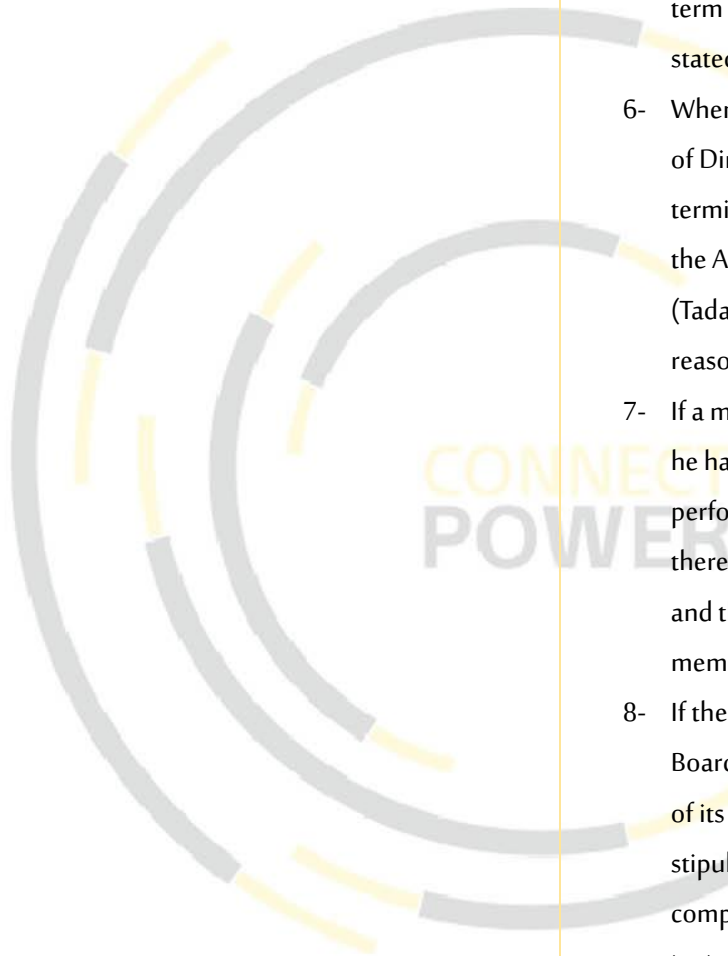 term
stated
6- When
of Dir
termi
the A
(Tada
reaso
7- If a m
he ha
CONNECT
perfo
POWER
there
and t
mem
8- If the
Board
of its
stipul
comp